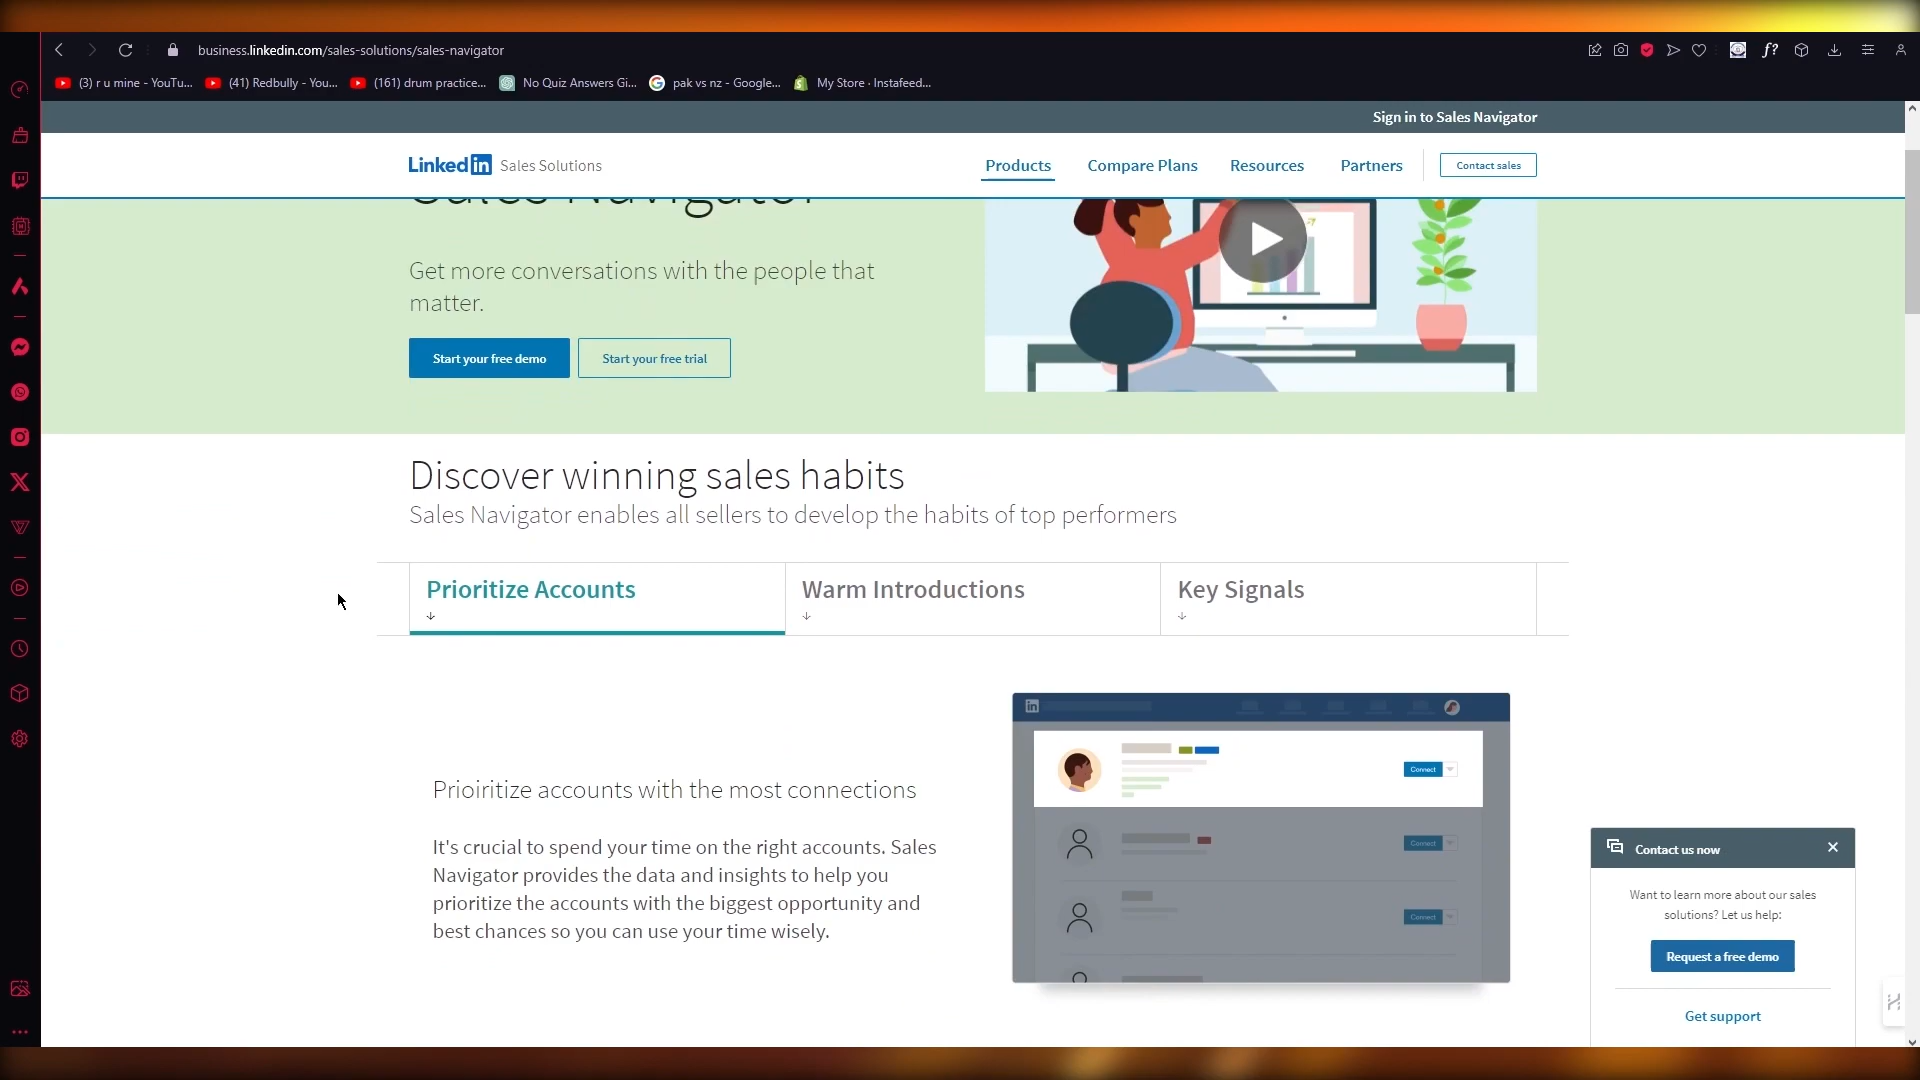 business.linkedin.com/sales-solutions/sales-navigator
(3) r u mine - YouTu... (41) Redbully - You... (161) drum practice... No Quiz Answers Gi... pak vs nz - Google... My Store · Instafeed...
Sign in to Sales Navigator
Linkedin Sales Solutions Products Compare Plans Resources Partners Contact sales
Sales Navigator
Get more conversations with the people that
matter.
Start your free demo Start your free trial
Discover winning sales habits
Sales Navigator enables all sellers to develop the habits of top performers
Prioritize Accounts Warm Introductions Key Signals
Prioiritize accounts with the most connections
It's crucial to spend your time on the right accounts. Sales
Navigator provides the data and insights to help you
prioritize the accounts with the biggest opportunity and
best chances so you can use your time wisely.
in
Connect
Connect
Connect
Contact us now
Want to learn more about our sales
solutions? Let us help:
Request a free demo
Get support